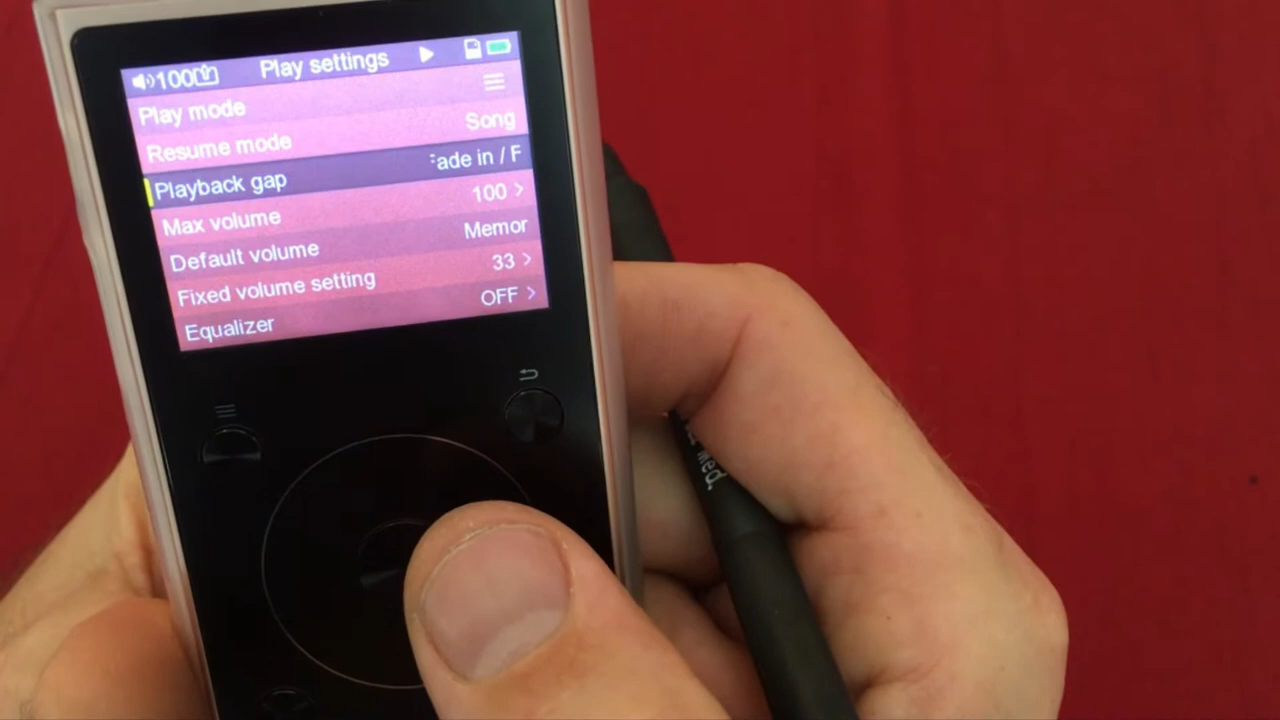 100 Play settings
Play mode
Resume mode Song
Playback gap ade in / F
Max volume 100 >
Default volume Memor
Fixed volume setting 33 >
Equalizer OFF >
Med.